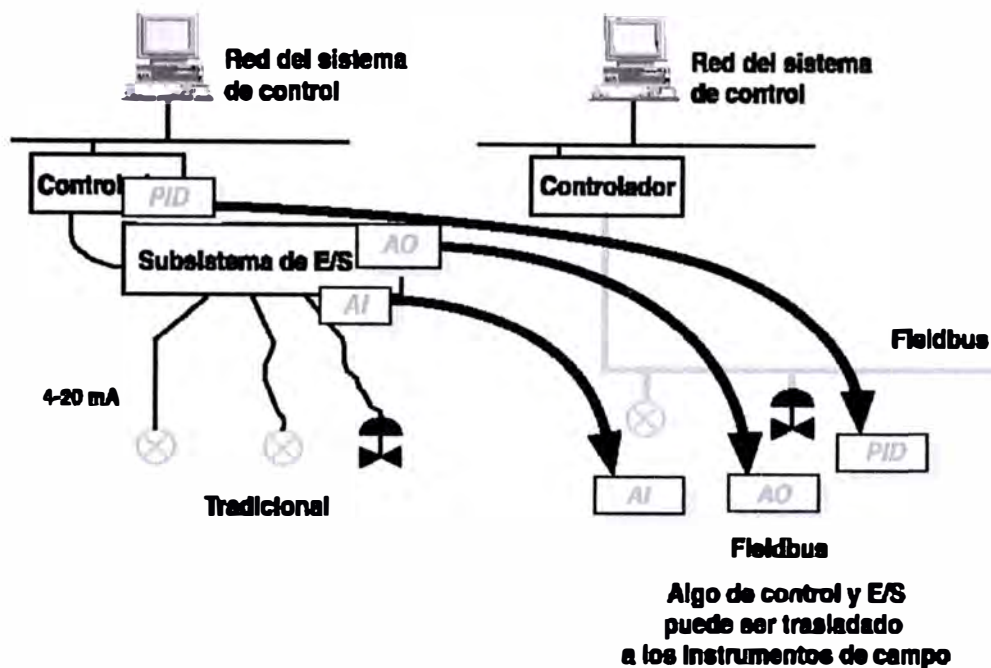 Red del sistema
de control
Red del sistema
de control
Control
PID
Controlador
Subsistema de E/S
AO
AI
Fieldbus
4-20 mA
PID
AI
AO
Tradicional
Fieldbus
Algo de control y E/S
puede ser trasladado
a los instrumentos de campo